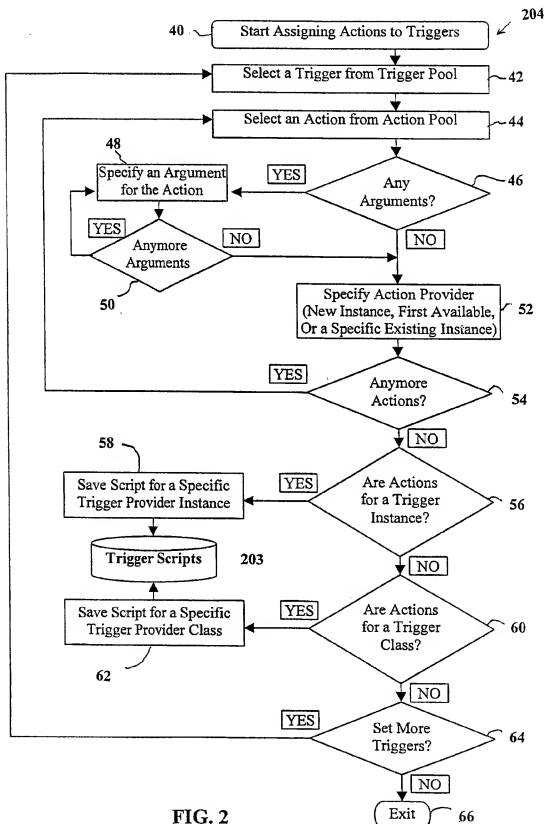 40
Start Assigning Actions to Triggers
204
Select a Trigger from Trigger Pool
42
Select an Action from Action Pool
44
48
Specify an Argument
for the Action
YES
Any
Arguments?
46
YES
Anymore
Arguments
NO
50
NO
Specify Action Provider
(New Instance, First Available,
Or a Specific Existing Instance)
52
YES
Anymore
Actions?
54
NO
58
Save Script for a Specific
Trigger Provider Instance
YES
Are Actions
for a Trigger
Instance?
56
Trigger Scripts
203
NO
Save Script for a Specific
Trigger Provider Class
62
YES
Are Actions
for a Trigger
Class?
60
NO
YES
Set More
Triggers?
64
NO
FIG. 2
Exit
66